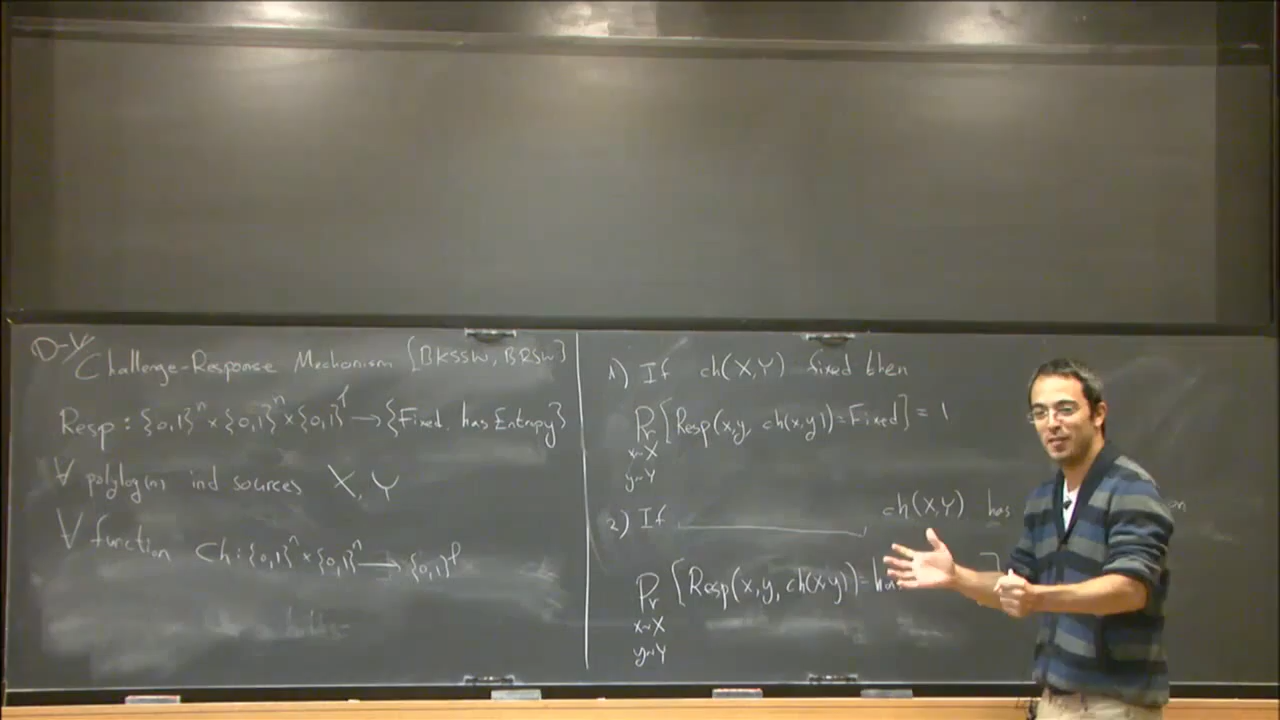 Challenge-Response Mechanism [BKSSW, BRSW]
Resp : {0,1}^n × {0,1}^n × {0,1}^l → {Fixed, has Entropy}
∀ polylog(n) ind sources X, Y
∀ function Ch : {0,1}^n × {0,1}^n → {0,1}^l
1) If ch(X,Y) fixed then
Pr [Resp(x,y, ch(x,y)) = Fixed] = 1
x~X
y~Y
2) If ________, ch(X,Y) has
Pr [Resp(x,y, ch(x,y)) = has ]
x~X
y~Y